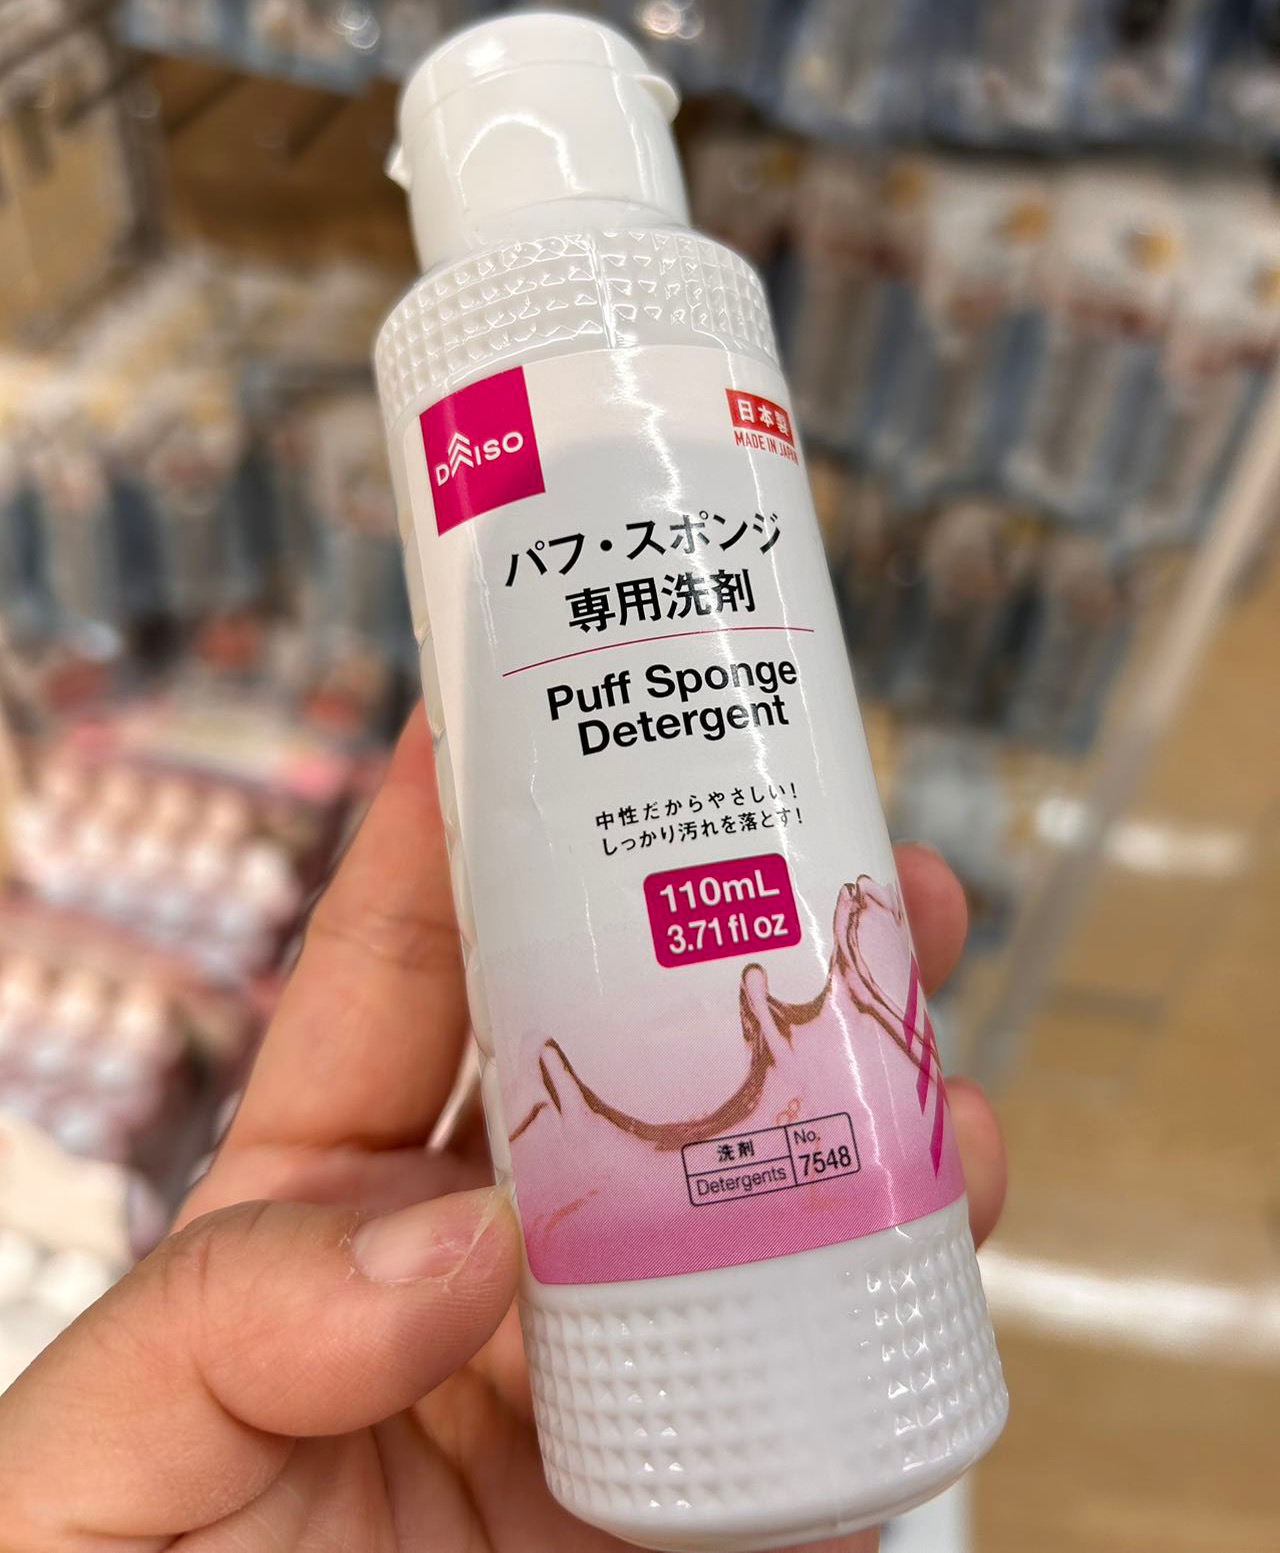 DAISO
日本製
MADE IN JAPAN
パフ・スポンジ
専用洗剤
Puff Sponge
Detergent
中性だからやさしい!
しっかり汚れを落とす!
110mL
3.71 fl oz
洗剤
Detergents
No.
7548